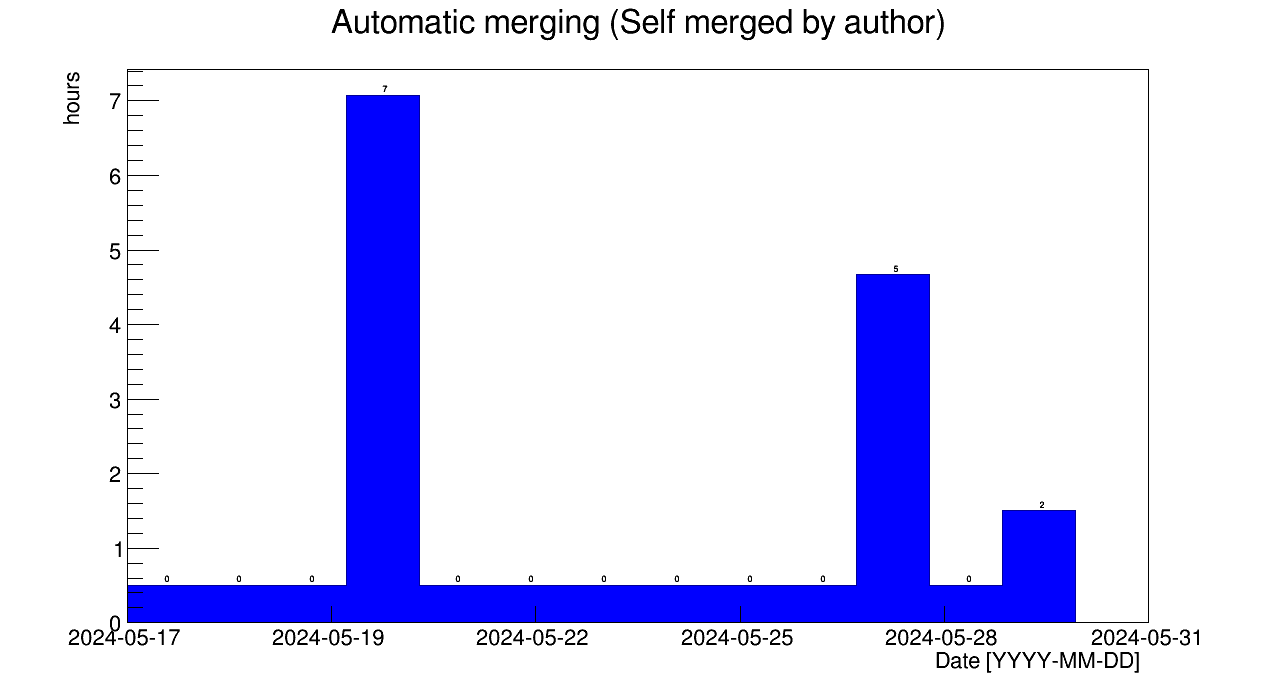 Automatic merging (Self merged by author)
hours
7
6
5
4
3
2
1
0
0 0 0 7 0 0 0 0 0 0 5 0 2
2024-05-17 2024-05-19 2024-05-22 2024-05-25 2024-05-28 2024-05-31
Date [YYYY-MM-DD]